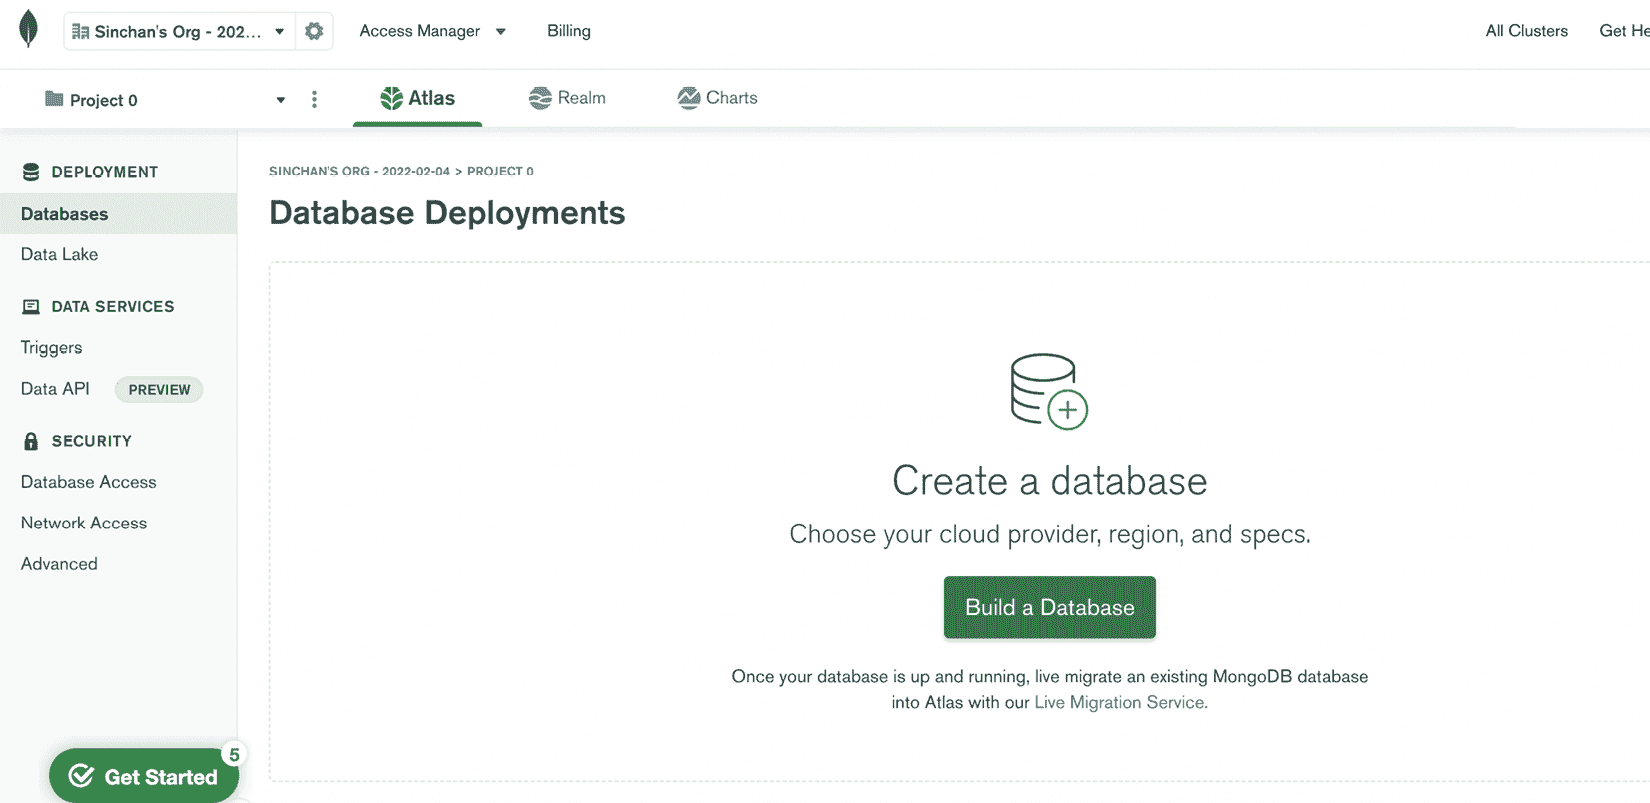 Sinchan's Org - 202...
Access Manager
Billing
All Clusters
Get He
Project 0
Atlas
Realm
Charts
DEPLOYMENT
Databases
Data Lake
DATA SERVICES
Triggers
Data API
PREVIEW
SECURITY
Database Access
Network Access
Advanced
Get Started
5
SINCHAN'S ORG - 2022-02-04 > PROJECT 0
Database Deployments
Create a database
Choose your cloud provider, region, and specs.
Build a Database
Once your database is up and running, live migrate an existing MongoDB database
into Atlas with our Live Migration Service.